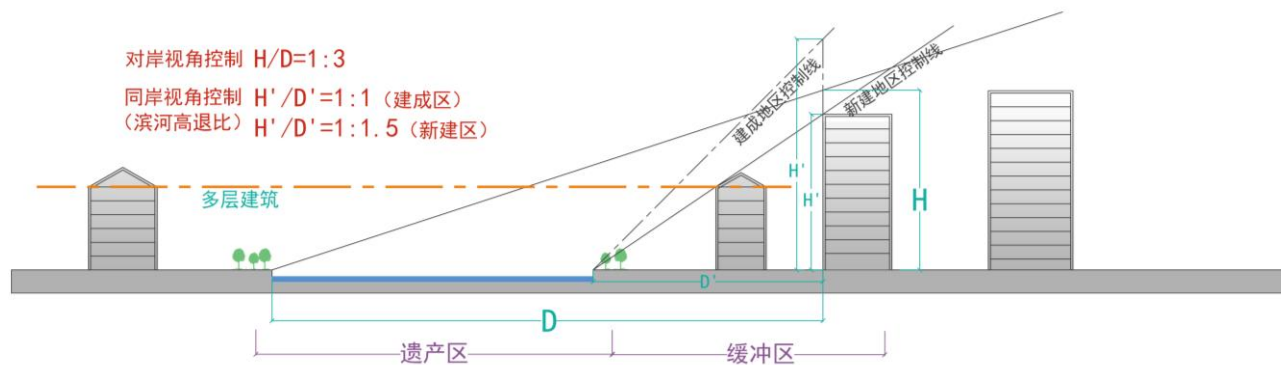 对岸视角控制 H/D=1:3
同岸视角控制 H'/D'=1:1（建成区）
（滨河高退比） H'/D'=1:1.5（新建区）
多层建筑
建成地区控制线
新建地区控制线
H'
H'
H
D'
D
遗产区
缓冲区